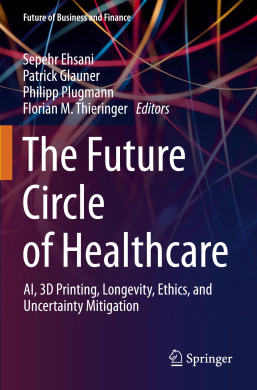 Future of Business and Finance
Sepehr Ehsani
Patrick Glauner
Philipp Plugmann
Florian M. Thieringer Editors
The Future
Circle
of Healthcare
AI, 3D Printing, Longevity, Ethics, and
Uncertainty Mitigation
Springer